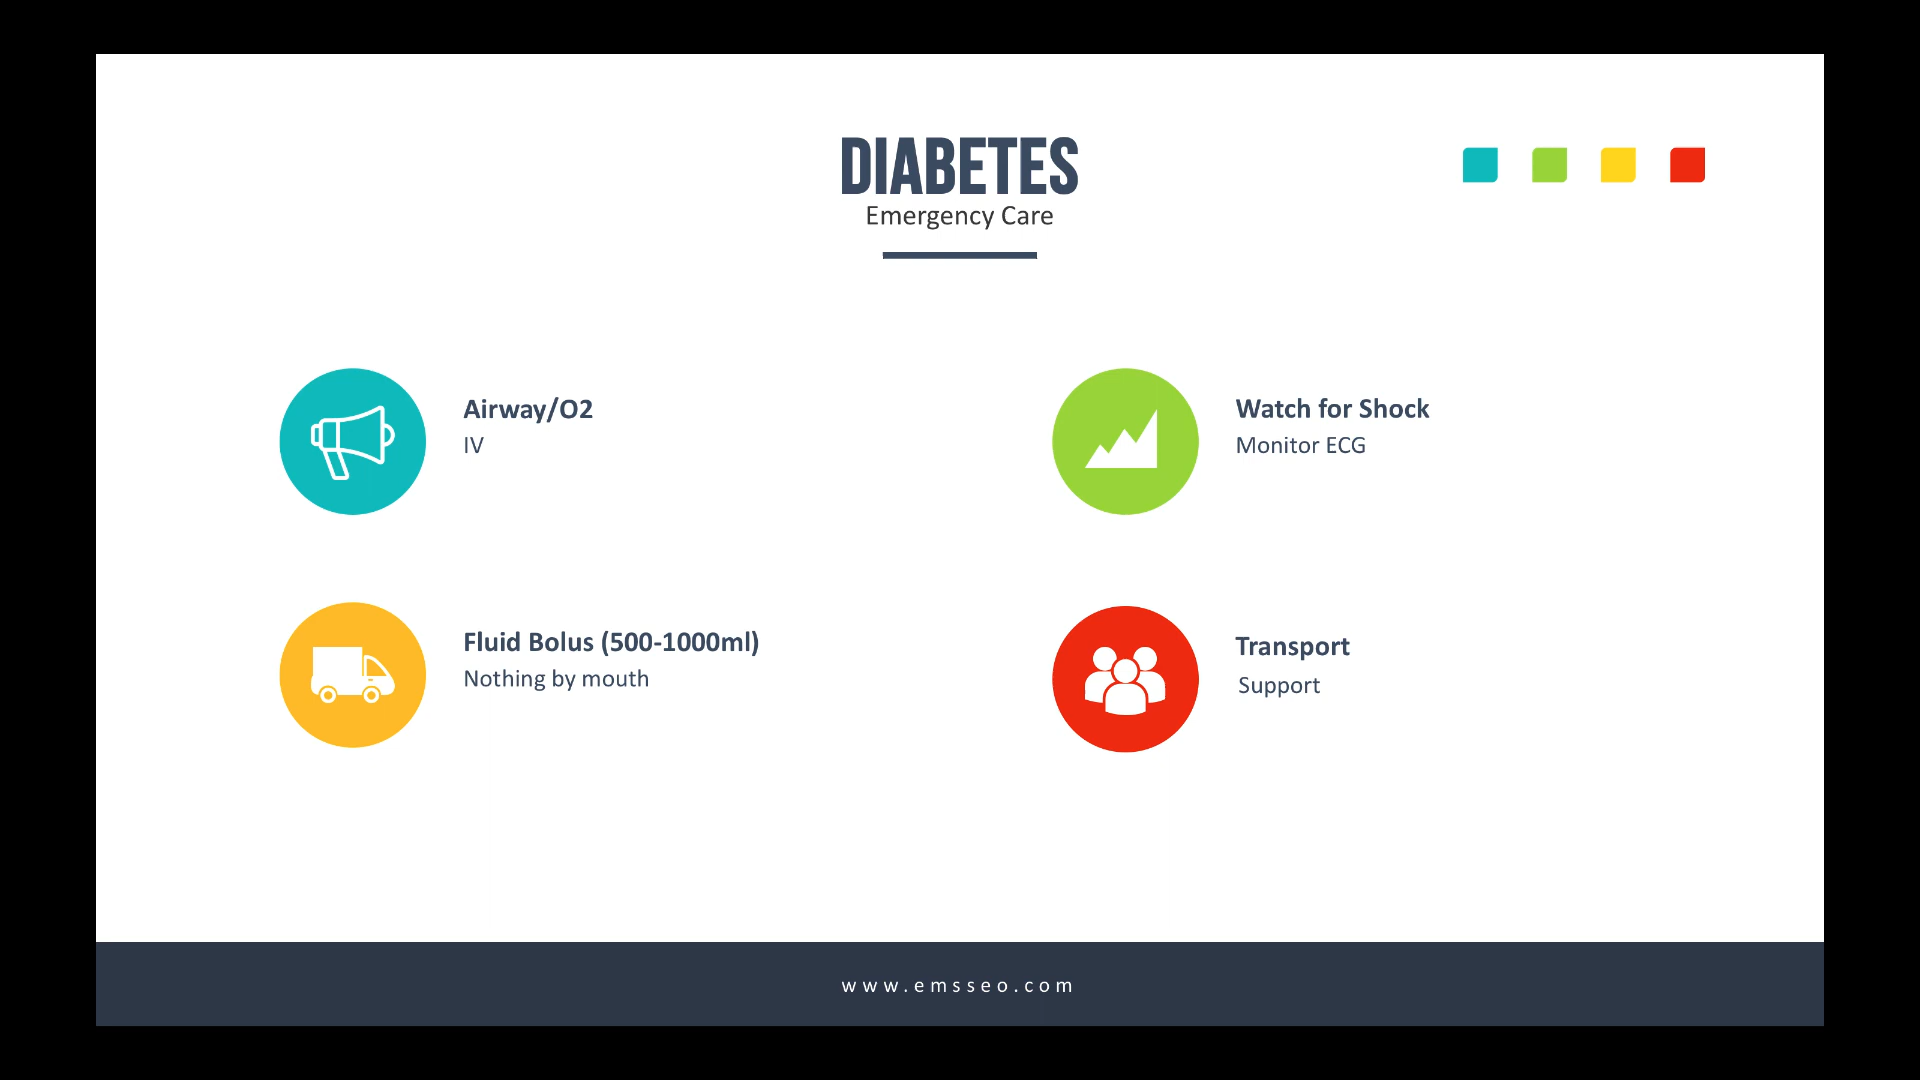 DIABETES
Emergency Care
Airway/O2
IV
Watch for Shock
Monitor ECG
Fluid Bolus (500-1000ml)
Nothing by mouth
Transport
Support
www.emsseo.com